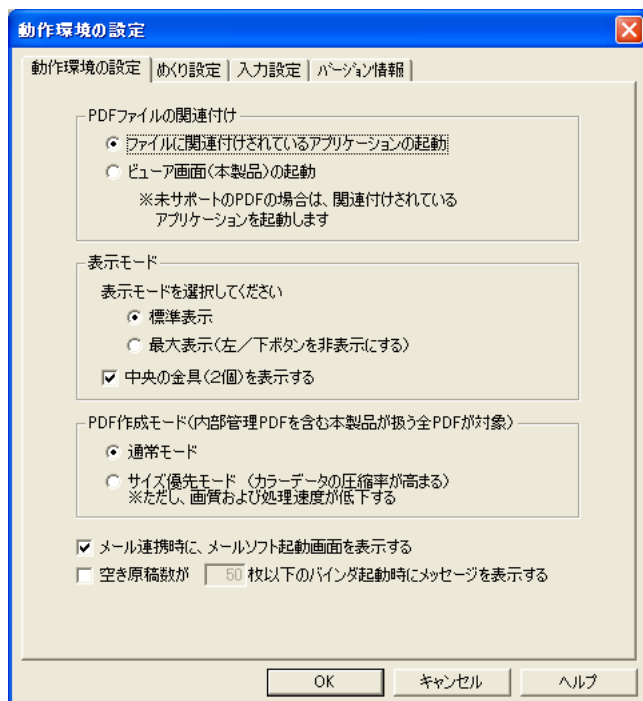 動作環境の設定
動作環境の設定 めくり設定 入力設定 バージョン情報
PDFファイルの関連付け
ファイルに関連付けされているアプリケーションの起動
ビューア画面(本製品)の起動
※未サポートのPDFの場合は、関連付けされている
アプリケーションを起動します
表示モード
表示モードを選択してください
標準表示
最大表示(左/下ボタンを非表示にする)
中央の金具(2個)を表示する
PDF作成モード(内部管理PDFを含む本製品が扱う全PDFが対象)
通常モード
サイズ優先モード (カラーデータの圧縮率が高まる)
※ただし、画質および処理速度が低下する
メール連携時に、メールソフト起動画面を表示する
空き原稿数が 50 枚以下のバインダ起動時にメッセージを表示する
OK キャンセル ヘルプ